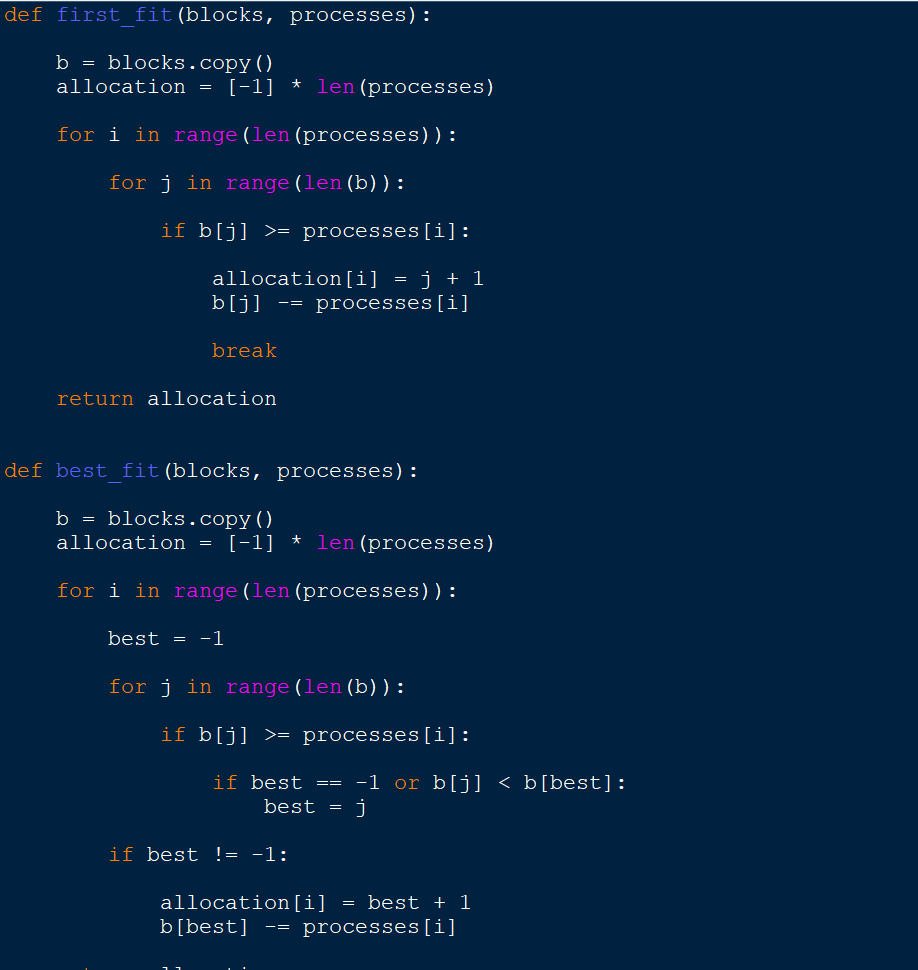 def first_fit(blocks, processes):
    b = blocks.copy()
    allocation = [-1] * len(processes)
    for i in range(len(processes)):
        for j in range(len(b)):
            if b[j] >= processes[i]:
                allocation[i] = j + 1
                b[j] -= processes[i]
                break
    return allocation
def best_fit(blocks, processes):
    b = blocks.copy()
    allocation = [-1] * len(processes)
    for i in range(len(processes)):
        best = -1
        for j in range(len(b)):
            if b[j] >= processes[i]:
                if best == -1 or b[j] < b[best]:
                    best = j
        if best != -1:
            allocation[i] = best + 1
            b[best] -= processes[i]